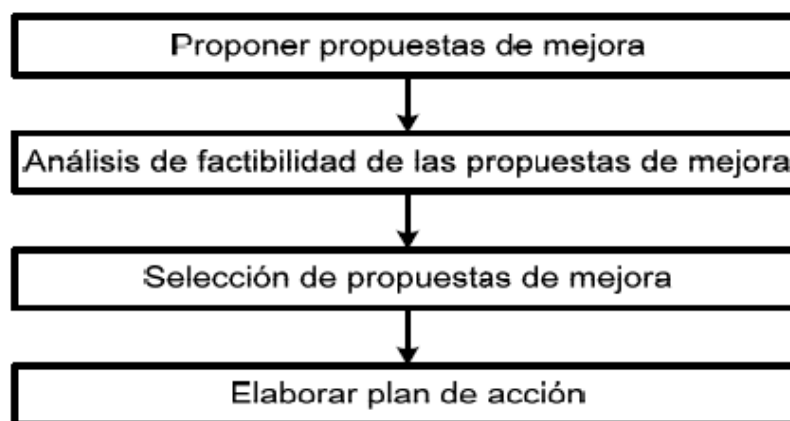 Proponer propuestas de mejora
Análisis de factibilidad de las propuestas de mejora
Selección de propuestas de mejora
Elaborar plan de acción